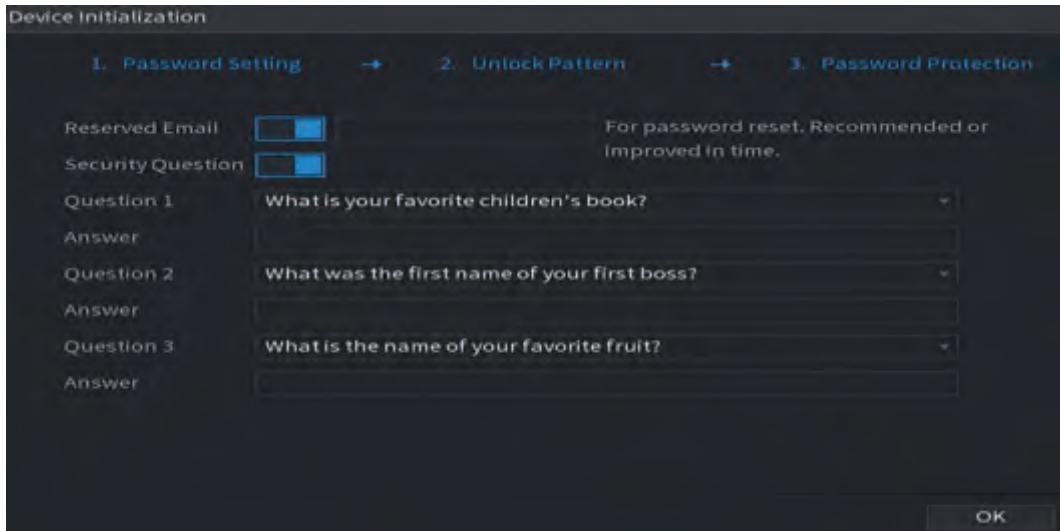 Device Initialization
1. Password Setting → 2. Unlock Pattern → 3. Password Protection
Reserved Email
For password reset. Recommended or
improved in time.
Security Question
Question 1 What is your favorite children's book?
Answer
Question 2 What was the first name of your first boss?
Answer
Question 3 What is the name of your favorite fruit?
Answer
OK